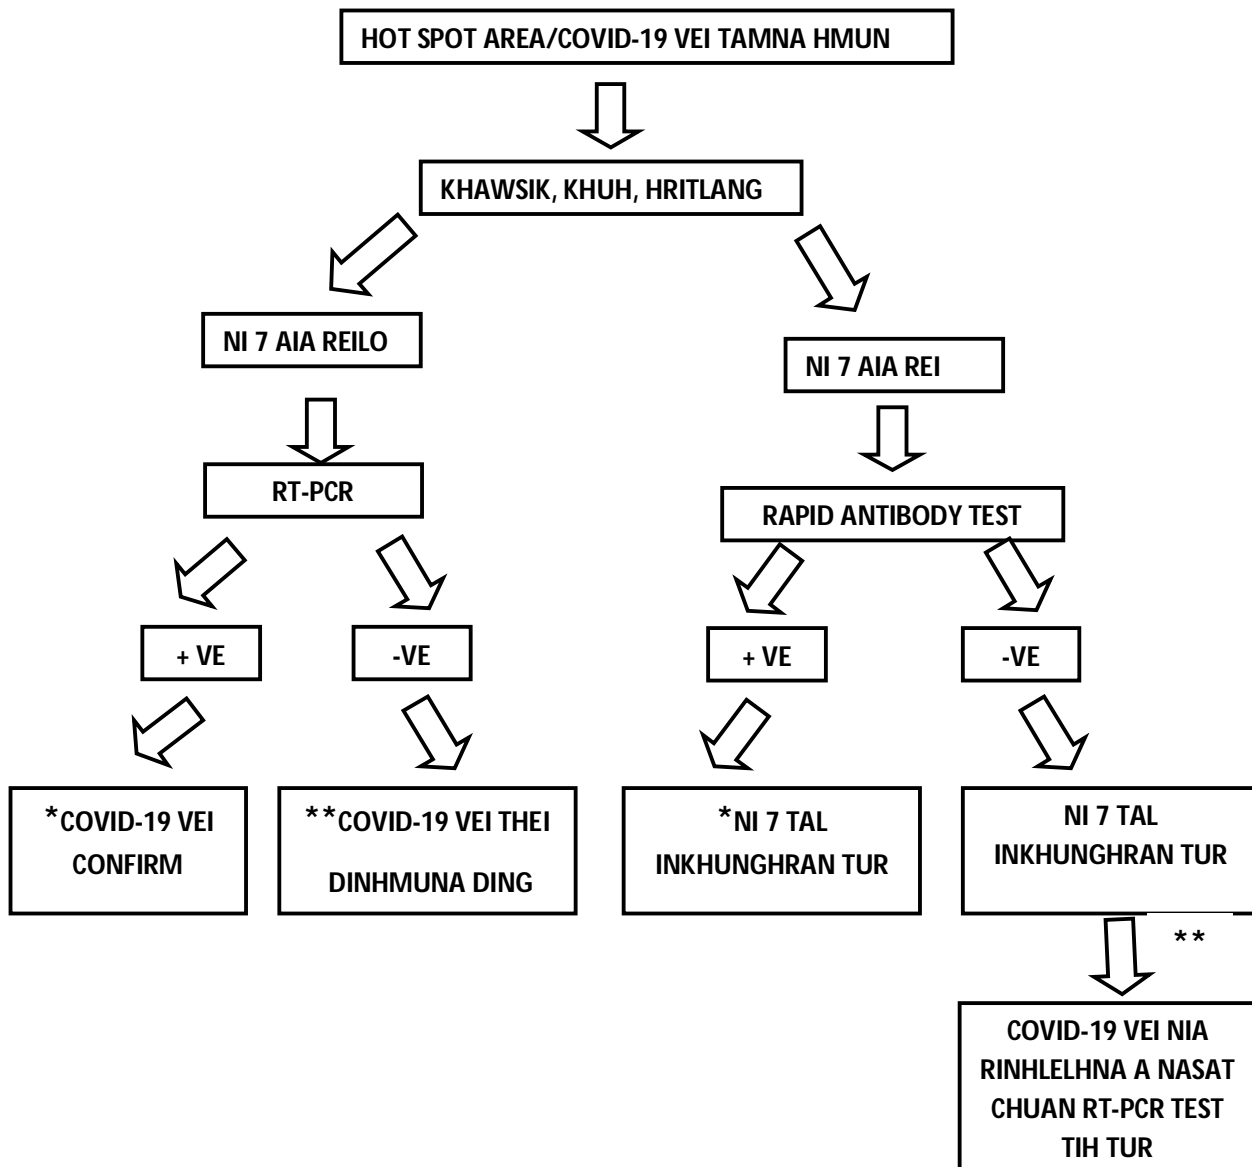 HOT SPOT AREA/COVID-19 VEI TAMNA HMUN
KHAWSIK, KHUH, HRITLANG
NI 7 AIA REILO
NI 7 AIA REI
RT-PCR
RAPID ANTIBODY TEST
+ VE
-VE
+ VE
-VE
*COVID-19 VEI
CONFIRM
**COVID-19 VEI THEI
DINHMUNA DING
*NI 7 TAL
INKHUNGHRAN TUR
NI 7 TAL
INKHUNGHRAN TUR
**
COVID-19 VEI NIA
RINHLELHNA A NASAT
CHUAN RT-PCR TEST
TIH TUR